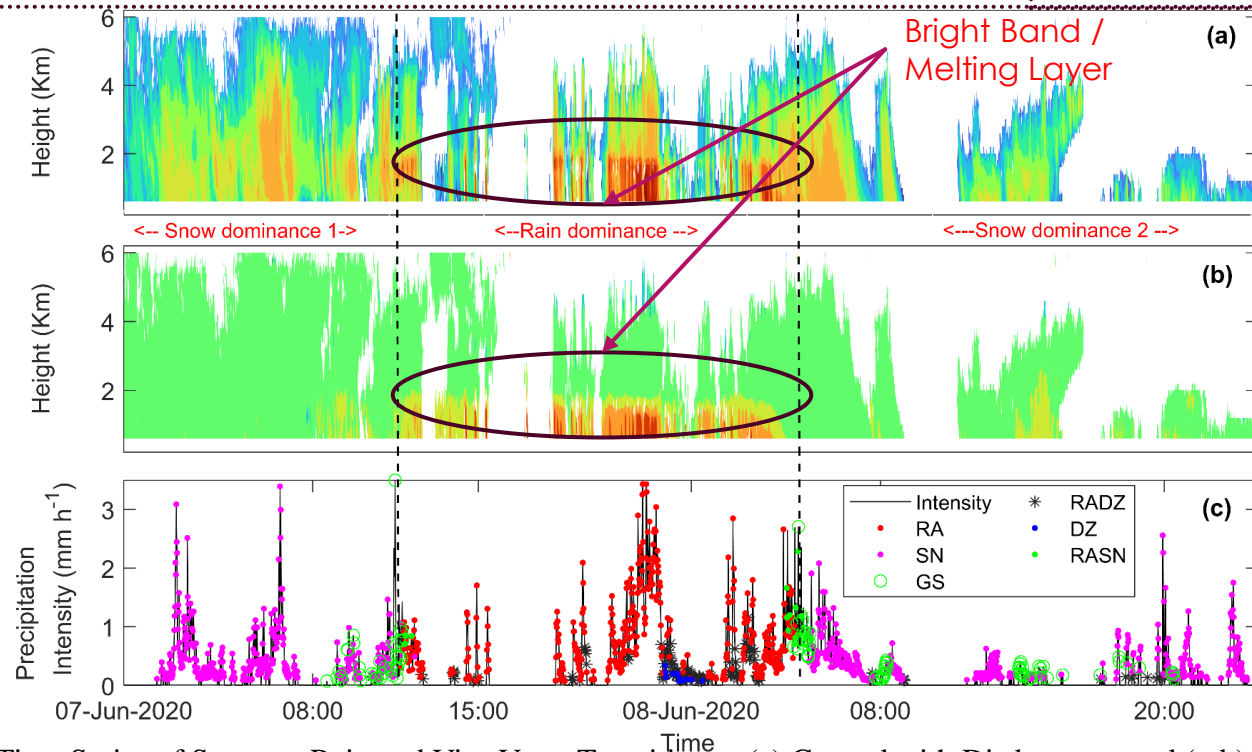 6
Bright Band /
Melting Layer
(a)
Height (Km)
4
2
<-- Snow dominance 1->
<--Rain dominance -->
<---Snow dominance 2 -->
6
(b)
Height (Km)
4
2
Precipitation
Intensity (mm h-1)
3
2
1
0
Intensity
RA
SN
GS
RADZ
DZ
RASN
(c)
07-Jun-2020
08:00
15:00
08-Jun-2020
08:00
20:00
Time